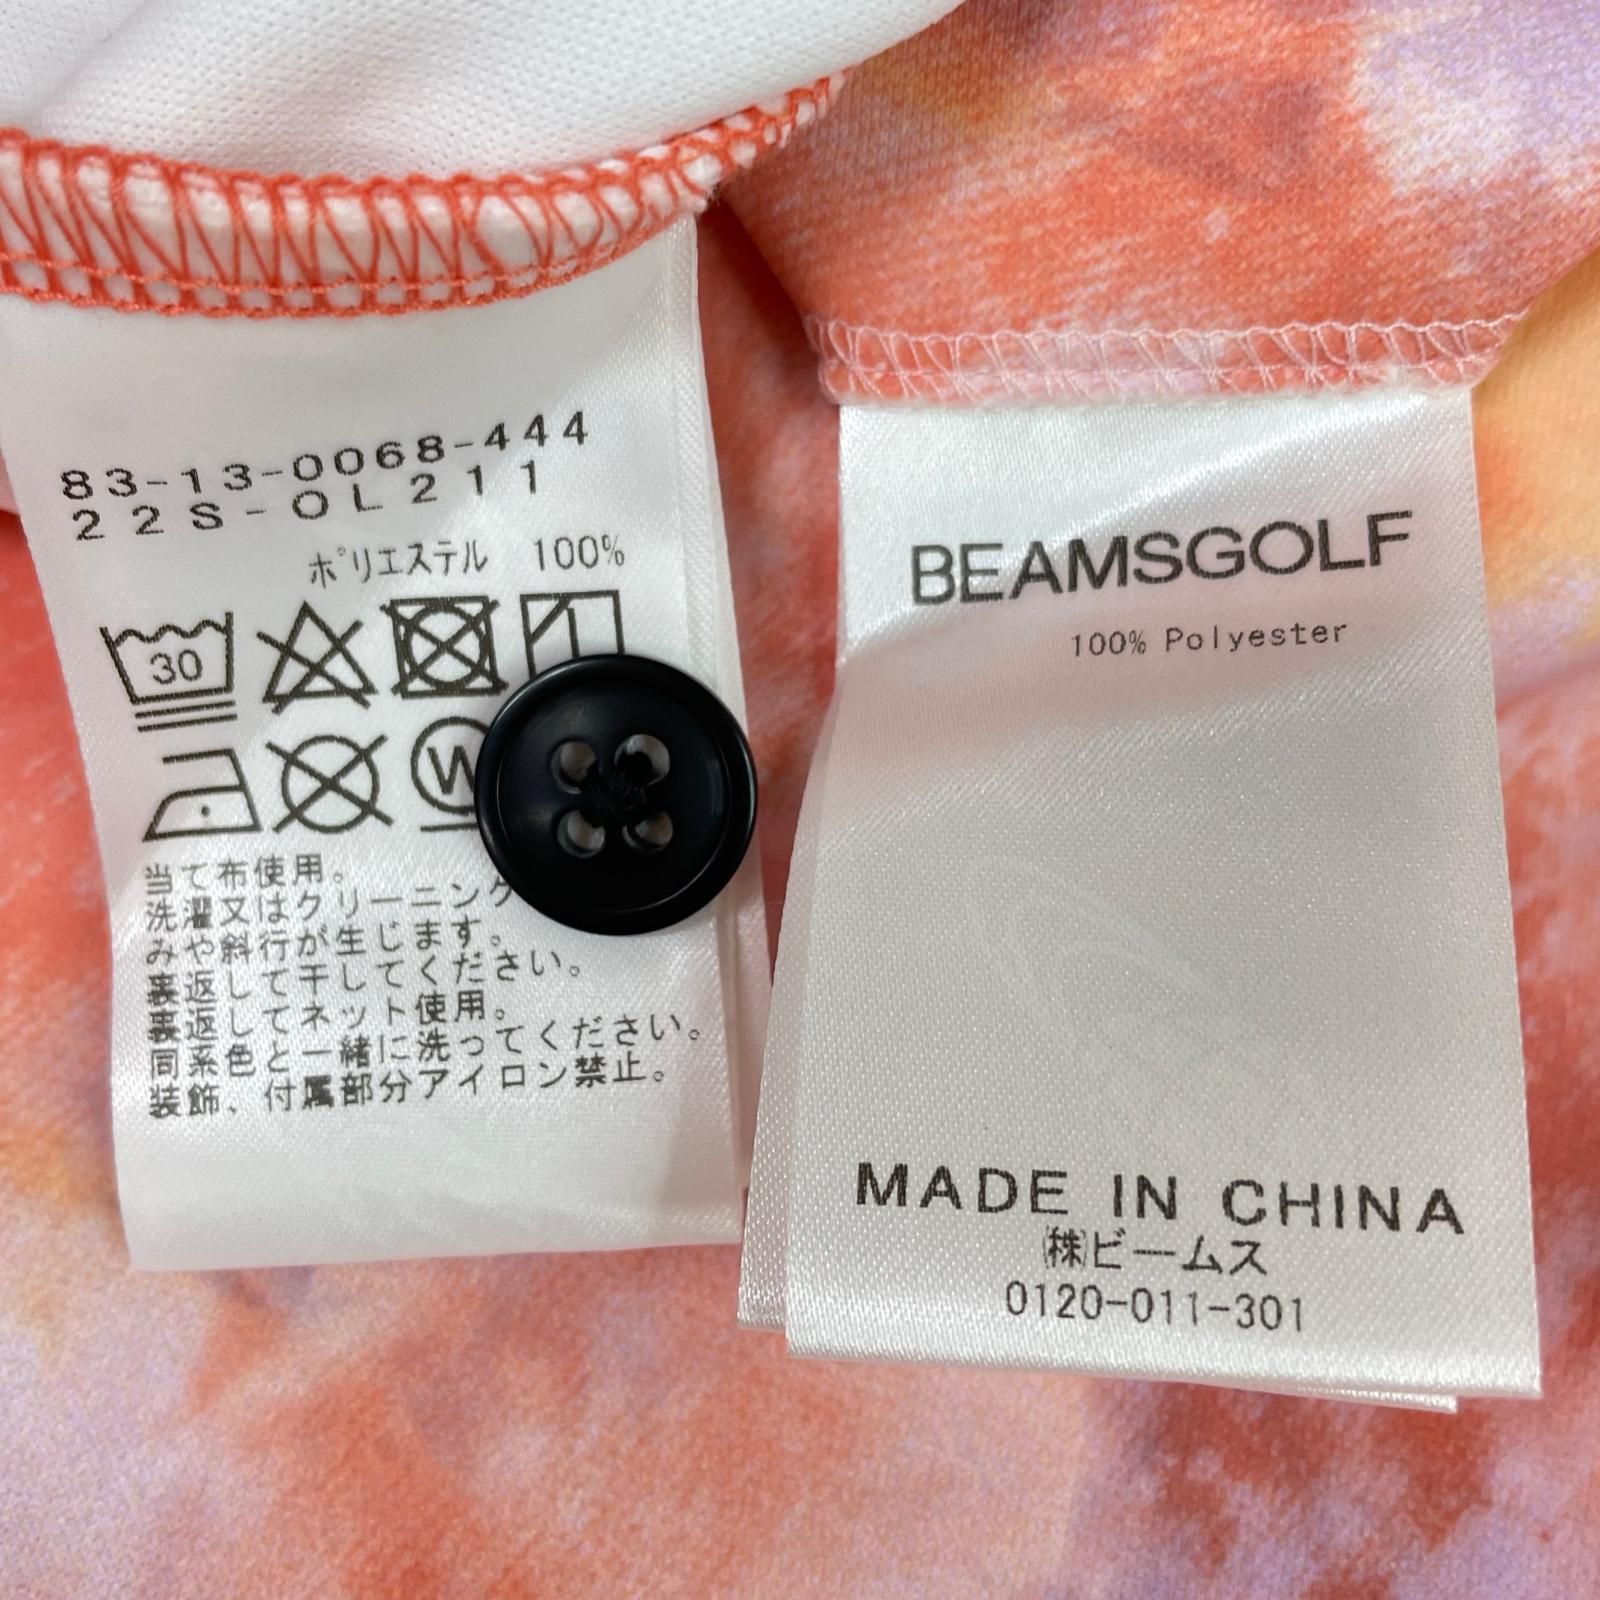 83-13-0068-444
22S-OL211
ポリエステル 100%
30
W
当て布使用。
洗濯又はクリーニング
みや斜行が生じます。
裏返して干してください。
裏返してネット使用。
同系色と一緒に洗ってください。
装飾、付属部分アイロン禁止。
BEAMSGOLF
100% Polyester
MADE IN CHINA
㈱ビームス
0120-011-301